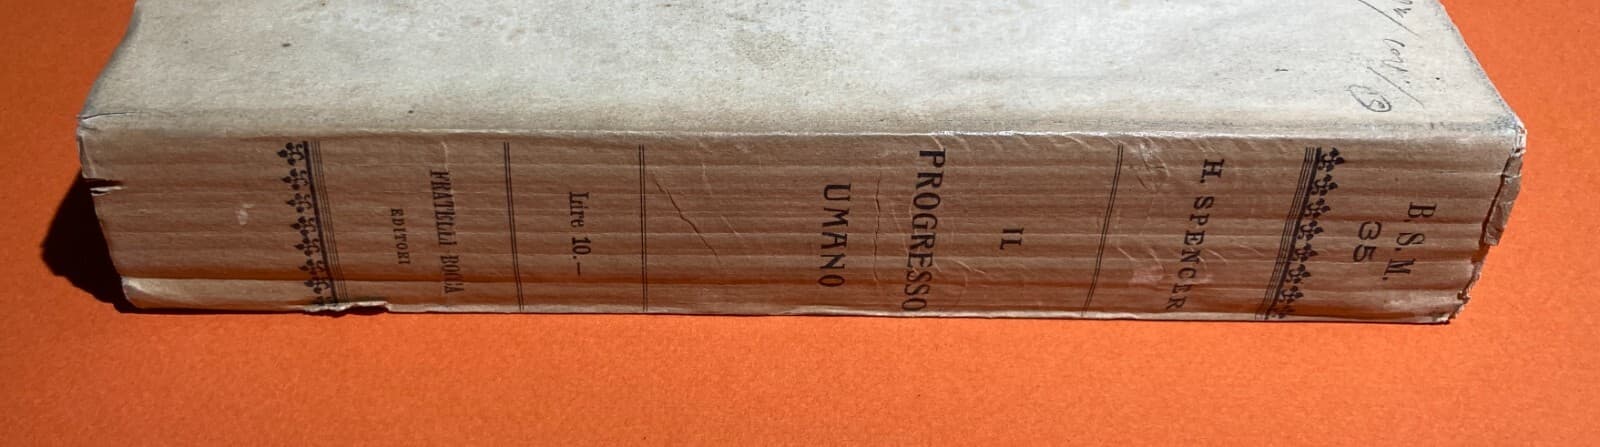 B. S. M.
35
H. SPENCER
IL
PROGRESSO
UMANO
Lire 10.—
FRATELLI BOCCA
EDITORI